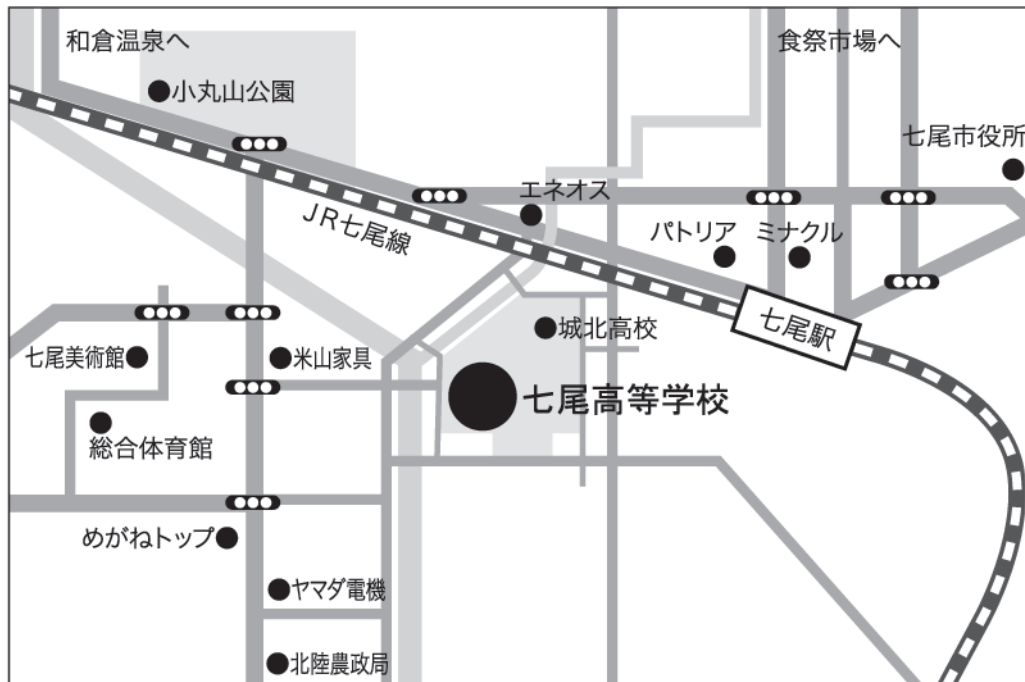 和倉温泉へ
食祭市場へ
小丸山公園
七尾市役所
エネオス
JR七尾線
パトリア
ミナクル
七尾駅
城北高校
七尾美術館
米山家具
七尾高等学校
総合体育館
めがねトップ
ヤマダ電機
北陸農政局